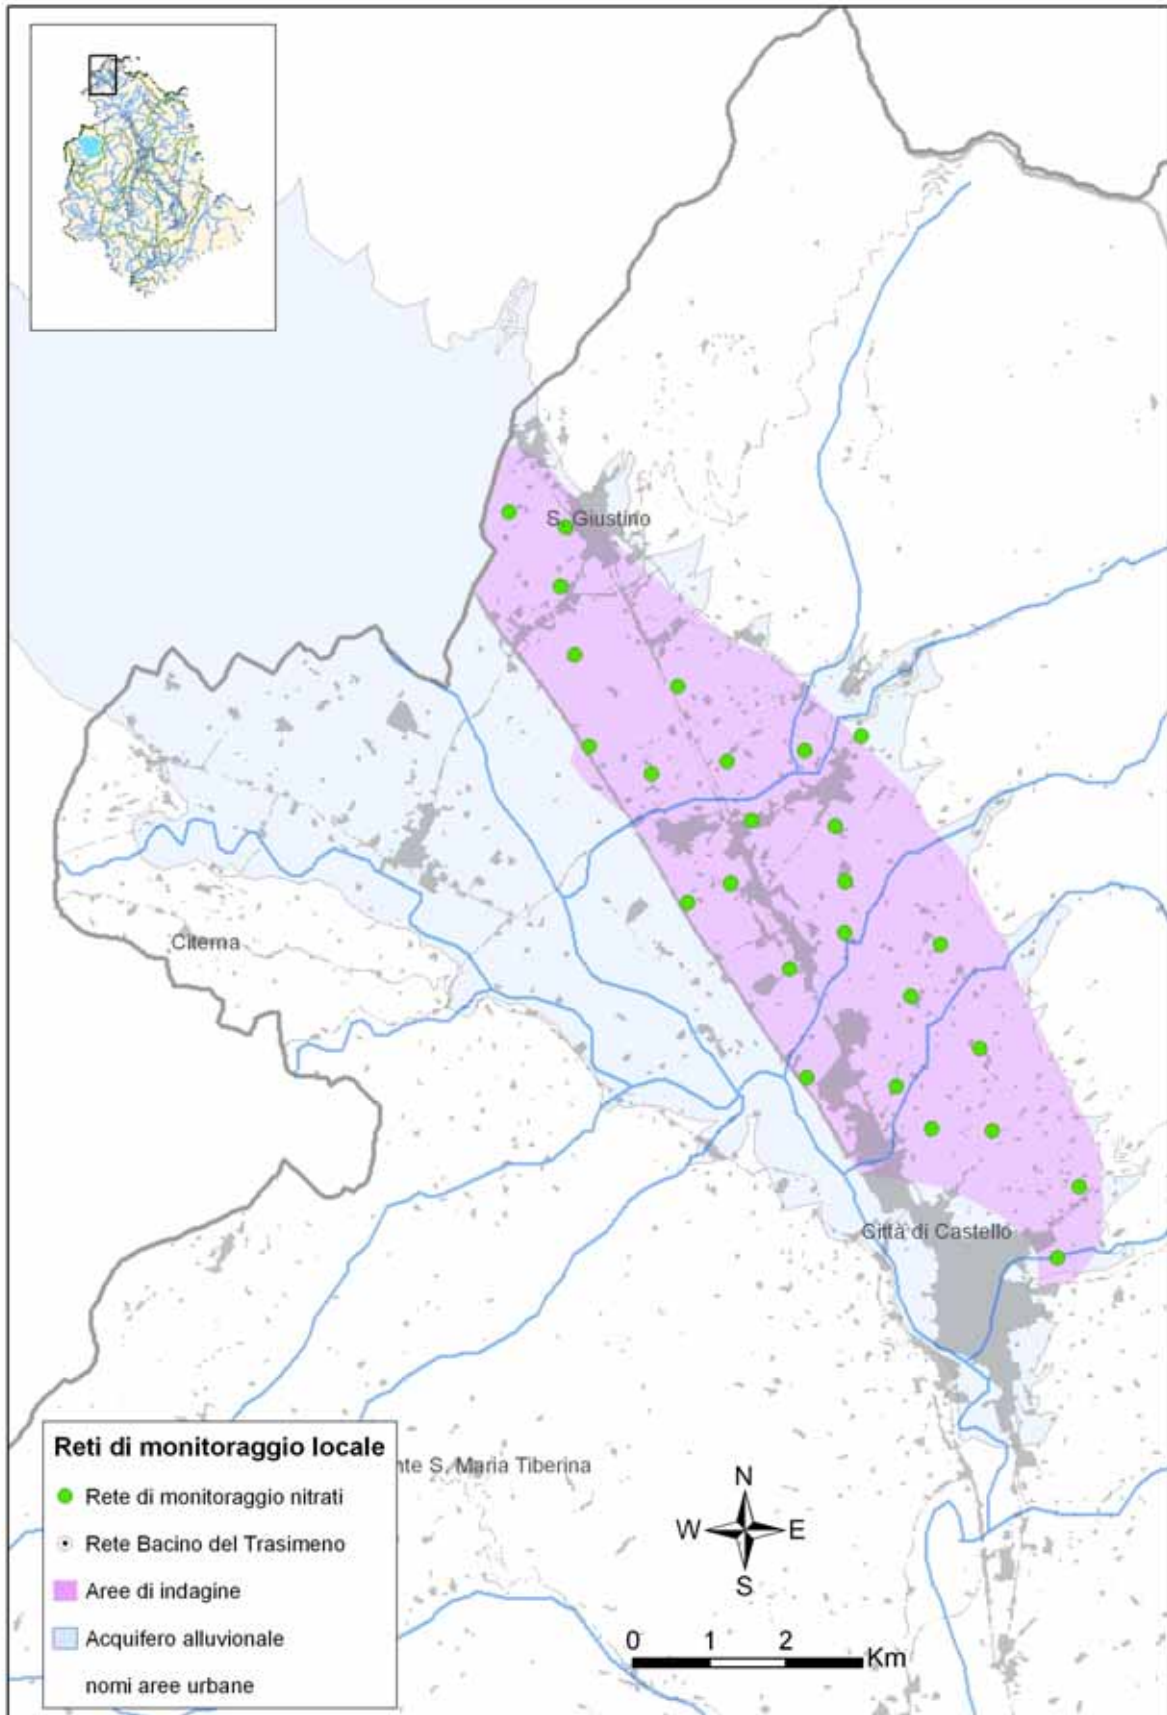 S. Giustino
Citerna
Città di Castello
Reti di monitoraggio locale
nte S. Maria Tiberina
Rete di monitoraggio nitrati
Rete Bacino del Trasimeno
Aree di indagine
Acquifero alluvionale
nomi aree urbane
N
W
E
S
0 1 2
Km